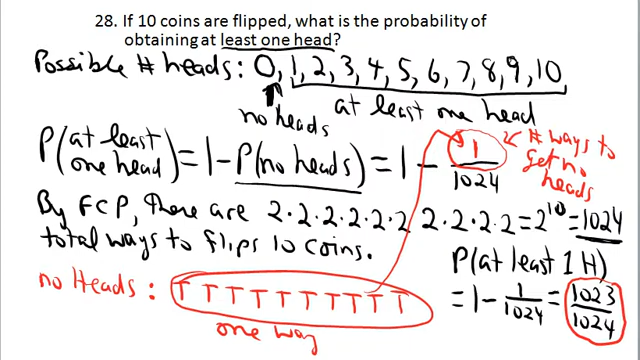 28. If 10 coins are flipped, what is the probability of
obtaining at least one head?
Possible # heads: 0, 1, 2, 3, 4, 5, 6, 7, 8, 9, 10
no heads
at least one head
P(at least one head) = 1 - P(no heads) = 1 - 1/1024
# ways to
get no
heads
By FCP, there are 2·2·2·2·2·2 2·2·2·2 = 2^10 = 1024
total ways to flips 10 coins.
P(at least 1 H)
= 1 - 1/1024 = 1023/1024
no Heads: T T T T T T T T T T
one way